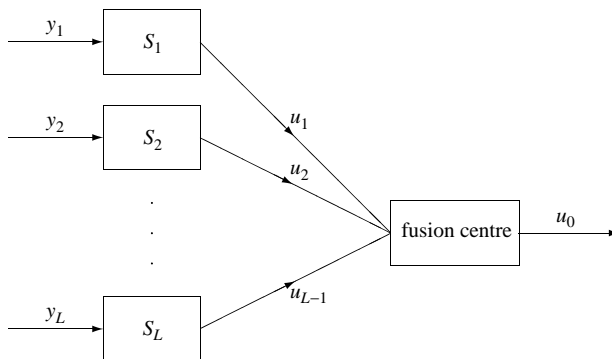 y1
S1
u1
y2
S2
u2
. . .
fusion centre
u0
uL–1
yL
SL